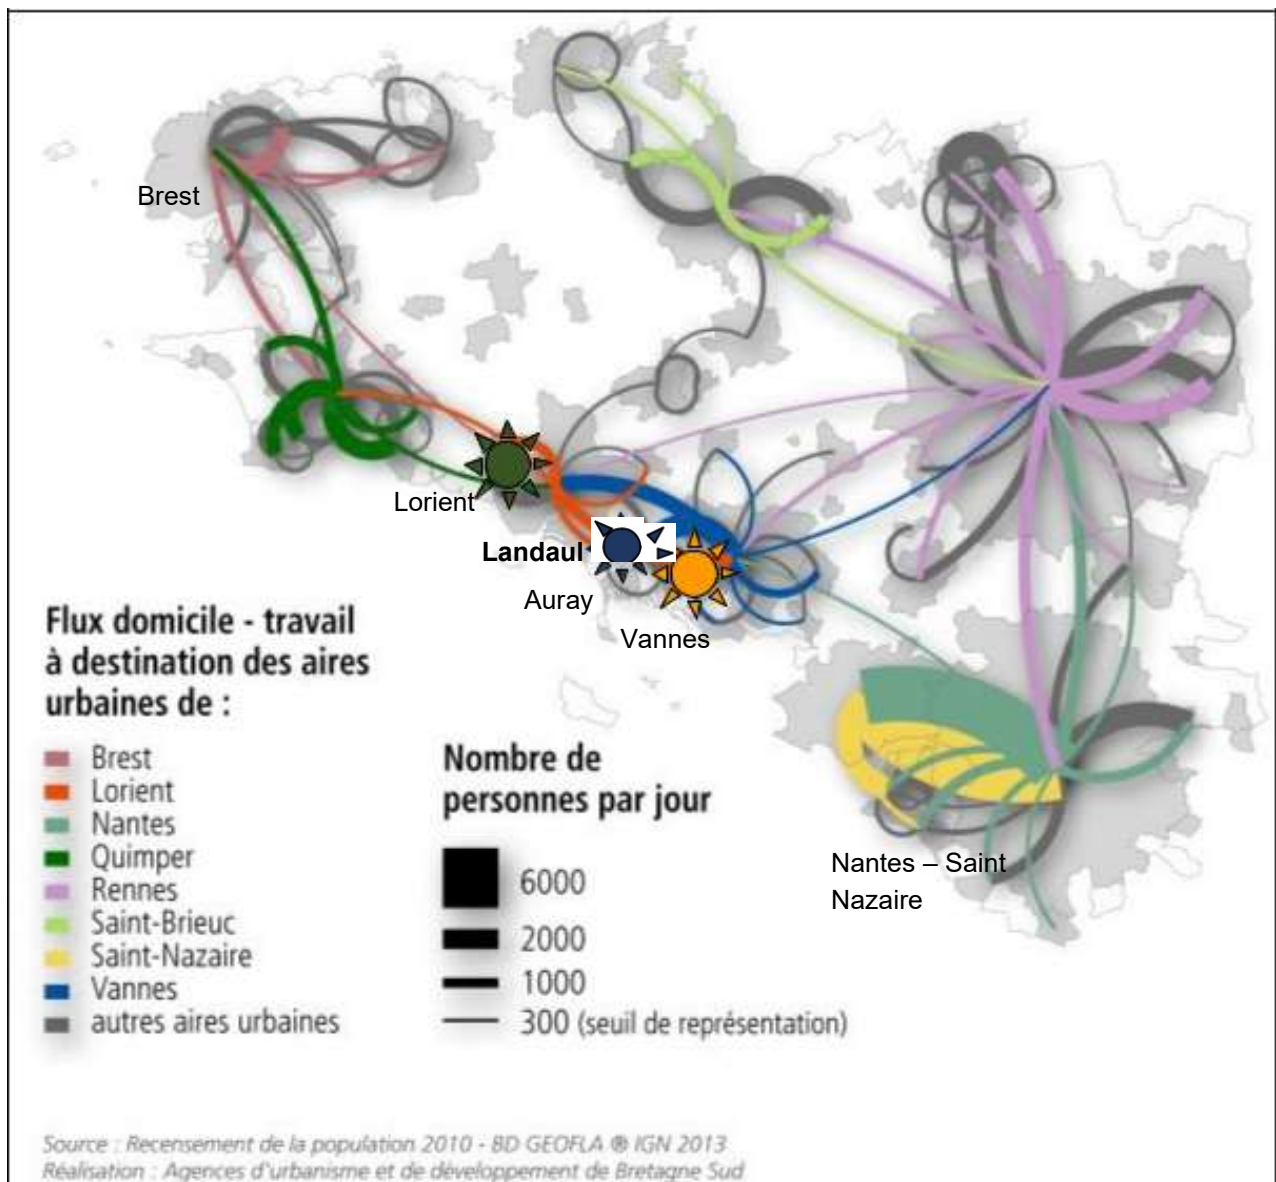 Brest
Lorient
Landaul
Auray
Vannes
Flux domicile - travail
à destination des aires
urbaines de :
Brest
Lorient
Nantes
Quimper
Rennes
Saint-Brieuc
Saint-Nazaire
Vannes
autres aires urbaines
Nombre de
personnes par jour
6000
2000
1000
300 (seuil de représentation)
Nantes – Saint
Nazaire
Source : Recensement de la population 2010 - BD GEOFLA ® IGN 2013
Réalisation : Agences d'urbanisme et de développement de Bretagne Sud